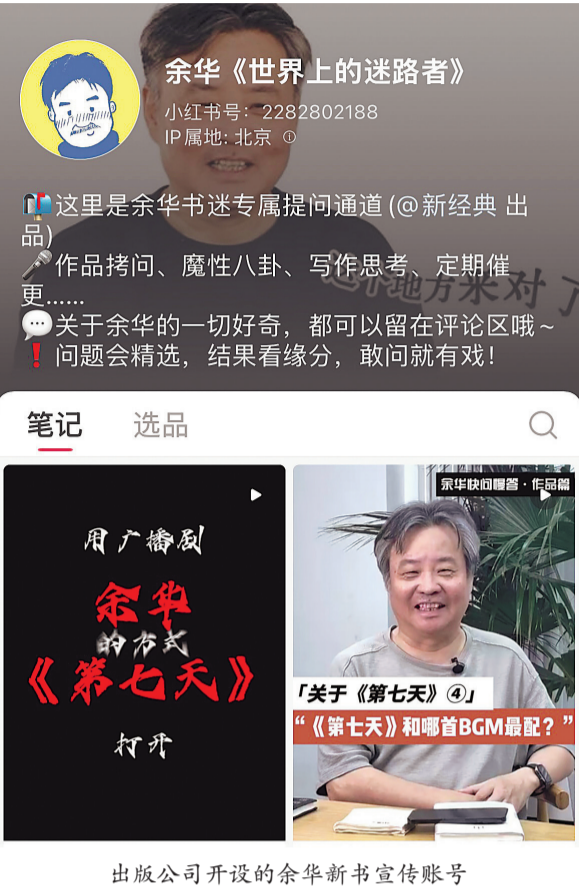 余华《世界上的迷路者》
小红书号：2282802188
IP属地：北京
这里是余华书迷专属提问通道(@新经典 出
品)
作品拷问、魔性八卦、写作思考、定期催
更......
关于余华的一切好奇，都可以留在评论区哦~
问题会精选，结果看缘分，敢问就有戏！
这个地方来对了
笔记
选品
用广播剧
余华
的方式
《第七天》
打开
余华快问慢答·作品篇
「关于《第七天》④」
“《第七天》和哪首BGM最配？”
出版公司开设的余华新书宣传账号